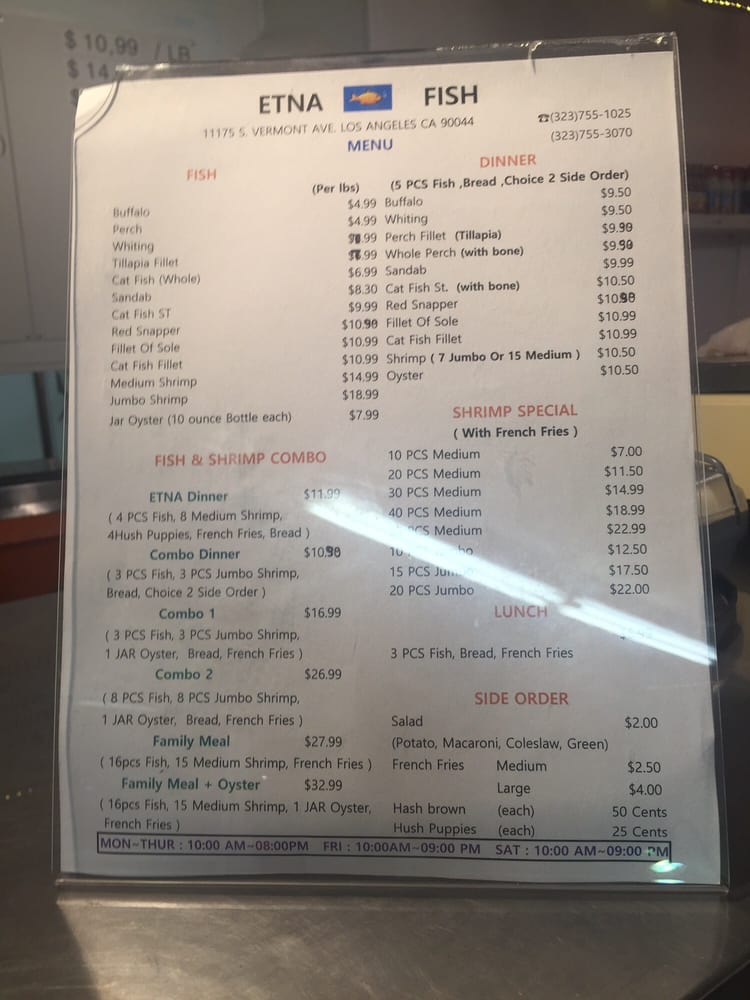 $10,99 / LB
$14
ETNA FISH
11175 S. VERMONT AVE. LOS ANGELES CA 90044
☎(323)755-1025
(323)755-3070
MENU
FISH
(Per lbs)
Buffalo $4.99
Perch $4.99
Whiting
Tillapia Fillet
Cat Fish (Whole) $6.99
Sandab $8.30
Cat Fish ST $9.99
Red Snapper
Fillet Of Sole $10.99
Cat Fish Fillet $10.99
Medium Shrimp $14.99
Jumbo Shrimp $18.99
Jar Oyster (10 ounce Bottle each) $7.99
FISH & SHRIMP COMBO
ETNA Dinner $11.99
( 4 PCS Fish, 8 Medium Shrimp,
4Hush Puppies, French Fries, Bread )
Combo Dinner
( 3 PCS Fish, 3 PCS Jumbo Shrimp,
Bread, Choice 2 Side Order )
Combo 1 $16.99
( 3 PCS Fish, 3 PCS Jumbo Shrimp,
1 JAR Oyster, Bread, French Fries )
Combo 2 $26.99
( 8 PCS Fish, 8 PCS Jumbo Shrimp,
1 JAR Oyster, Bread, French Fries )
Family Meal $27.99
( 16pcs Fish, 15 Medium Shrimp, French Fries )
Family Meal + Oyster $32.99
( 16pcs Fish, 15 Medium Shrimp, 1 JAR Oyster,
French Fries )
DINNER
(5 PCS Fish ,Bread ,Choice 2 Side Order)
Buffalo $9.50
Whiting $9.50
Perch Fillet (Tillapia)
Whole Perch (with bone)
Sandab $9.99
Cat Fish St. (with bone) $10.50
Red Snapper
Fillet Of Sole $10.99
Cat Fish Fillet $10.99
Shrimp ( 7 Jumbo Or 15 Medium ) $10.50
Oyster $10.50
SHRIMP SPECIAL
( With French Fries )
10 PCS Medium $7.00
20 PCS Medium $11.50
30 PCS Medium $14.99
40 PCS Medium $18.99
PCS Medium $22.99
10 $12.50
15 PCS Jumbo $17.50
20 PCS Jumbo $22.00
LUNCH
3 PCS Fish, Bread, French Fries
SIDE ORDER
Salad $2.00
(Potato, Macaroni, Coleslaw, Green)
French Fries Medium $2.50
Large $4.00
Hash brown (each) 50 Cents
Hush Puppies (each) 25 Cents
MON~THUR : 10:00 AM~08:00PM FRI : 10:00AM~09:00 PM SAT : 10:00 AM~09:00 PM